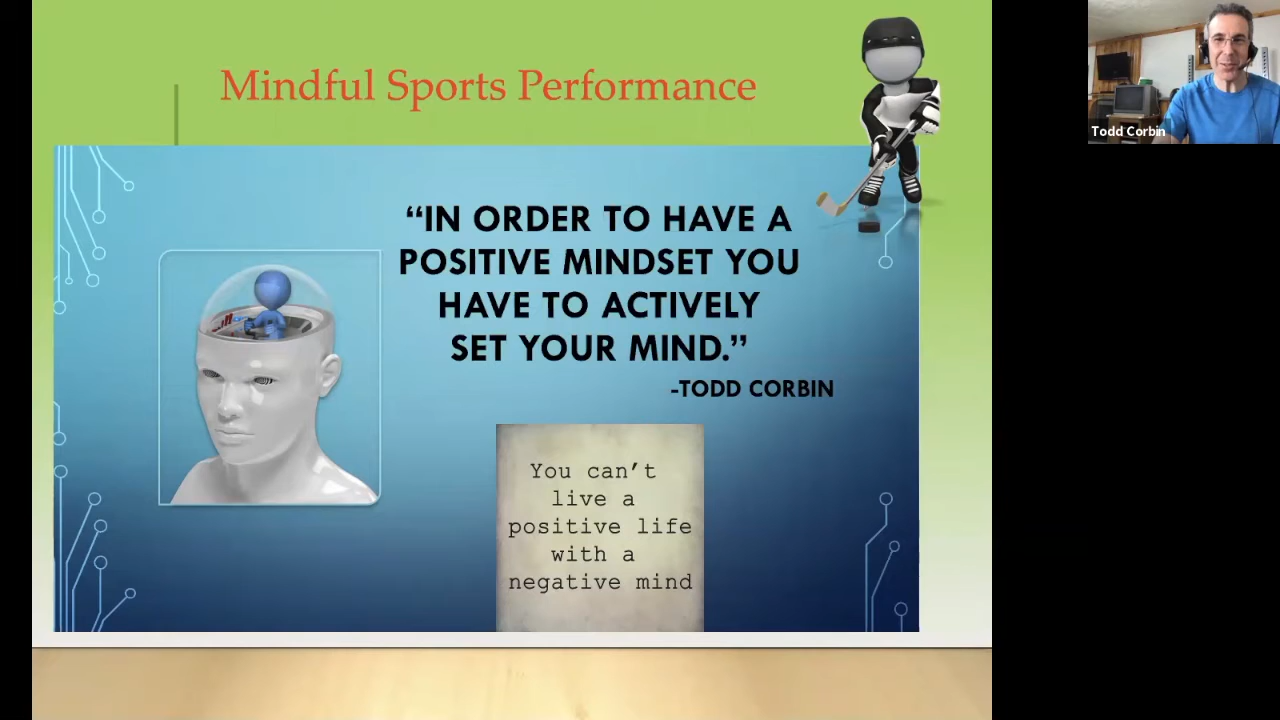 Mindful Sports Performance
Todd Corbin
“IN ORDER TO HAVE A
POSITIVE MINDSET YOU
HAVE TO ACTIVELY
SET YOUR MIND.”
-TODD CORBIN
You can’t
live a
positive life
with a
negative mind